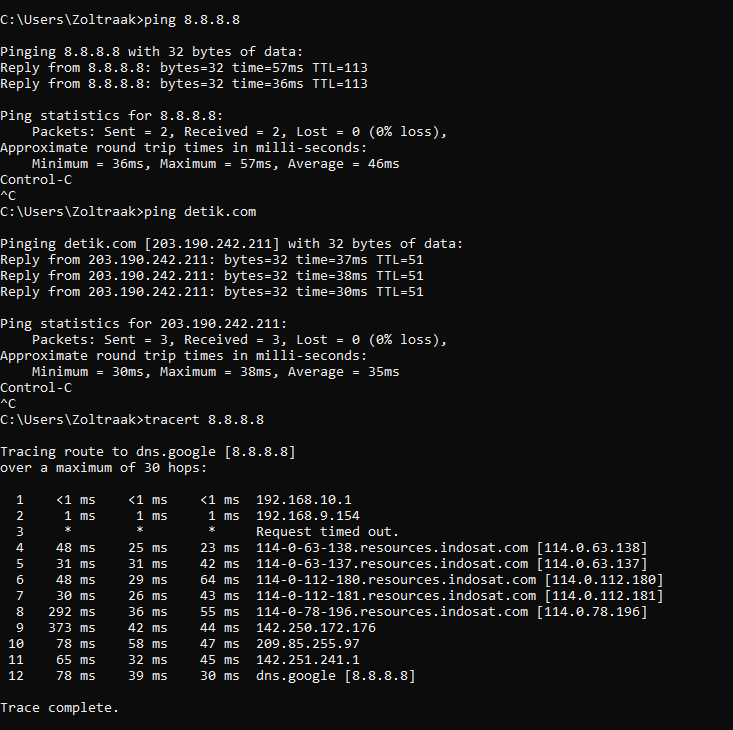 C:\Users\Zoltraak>ping 8.8.8.8

Pinging 8.8.8.8 with 32 bytes of data:
Reply from 8.8.8.8: bytes=32 time=57ms TTL=113
Reply from 8.8.8.8: bytes=32 time=36ms TTL=113

Ping statistics for 8.8.8.8:
    Packets: Sent = 2, Received = 2, Lost = 0 (0% loss),
Approximate round trip times in milli-seconds:
    Minimum = 36ms, Maximum = 57ms, Average = 46ms
Control-C
^C
C:\Users\Zoltraak>ping detik.com

Pinging detik.com [203.190.242.211] with 32 bytes of data:
Reply from 203.190.242.211: bytes=32 time=37ms TTL=51
Reply from 203.190.242.211: bytes=32 time=38ms TTL=51
Reply from 203.190.242.211: bytes=32 time=30ms TTL=51

Ping statistics for 203.190.242.211:
    Packets: Sent = 3, Received = 3, Lost = 0 (0% loss),
Approximate round trip times in milli-seconds:
    Minimum = 30ms, Maximum = 38ms, Average = 35ms
Control-C
^C
C:\Users\Zoltraak>tracert 8.8.8.8

Tracing route to dns.google [8.8.8.8]
over a maximum of 30 hops:

  1    <1 ms    <1 ms    <1 ms  192.168.10.1
  2     1 ms     1 ms     1 ms  192.168.9.154
  3     *        *        *     Request timed out.
  4    48 ms    25 ms    23 ms  114-0-63-138.resources.indosat.com [114.0.63.138]
  5    31 ms    31 ms    42 ms  114-0-63-137.resources.indosat.com [114.0.63.137]
  6    48 ms    29 ms    64 ms  114-0-112-180.resources.indosat.com [114.0.112.180]
  7    30 ms    26 ms    43 ms  114-0-112-181.resources.indosat.com [114.0.112.181]
  8   292 ms    36 ms    55 ms  114-0-78-196.resources.indosat.com [114.0.78.196]
  9   373 ms    42 ms    44 ms  142.250.172.176
 10    78 ms    58 ms    47 ms  209.85.255.97
 11    65 ms    32 ms    45 ms  142.251.241.1
 12    78 ms    39 ms    30 ms  dns.google [8.8.8.8]

Trace complete.